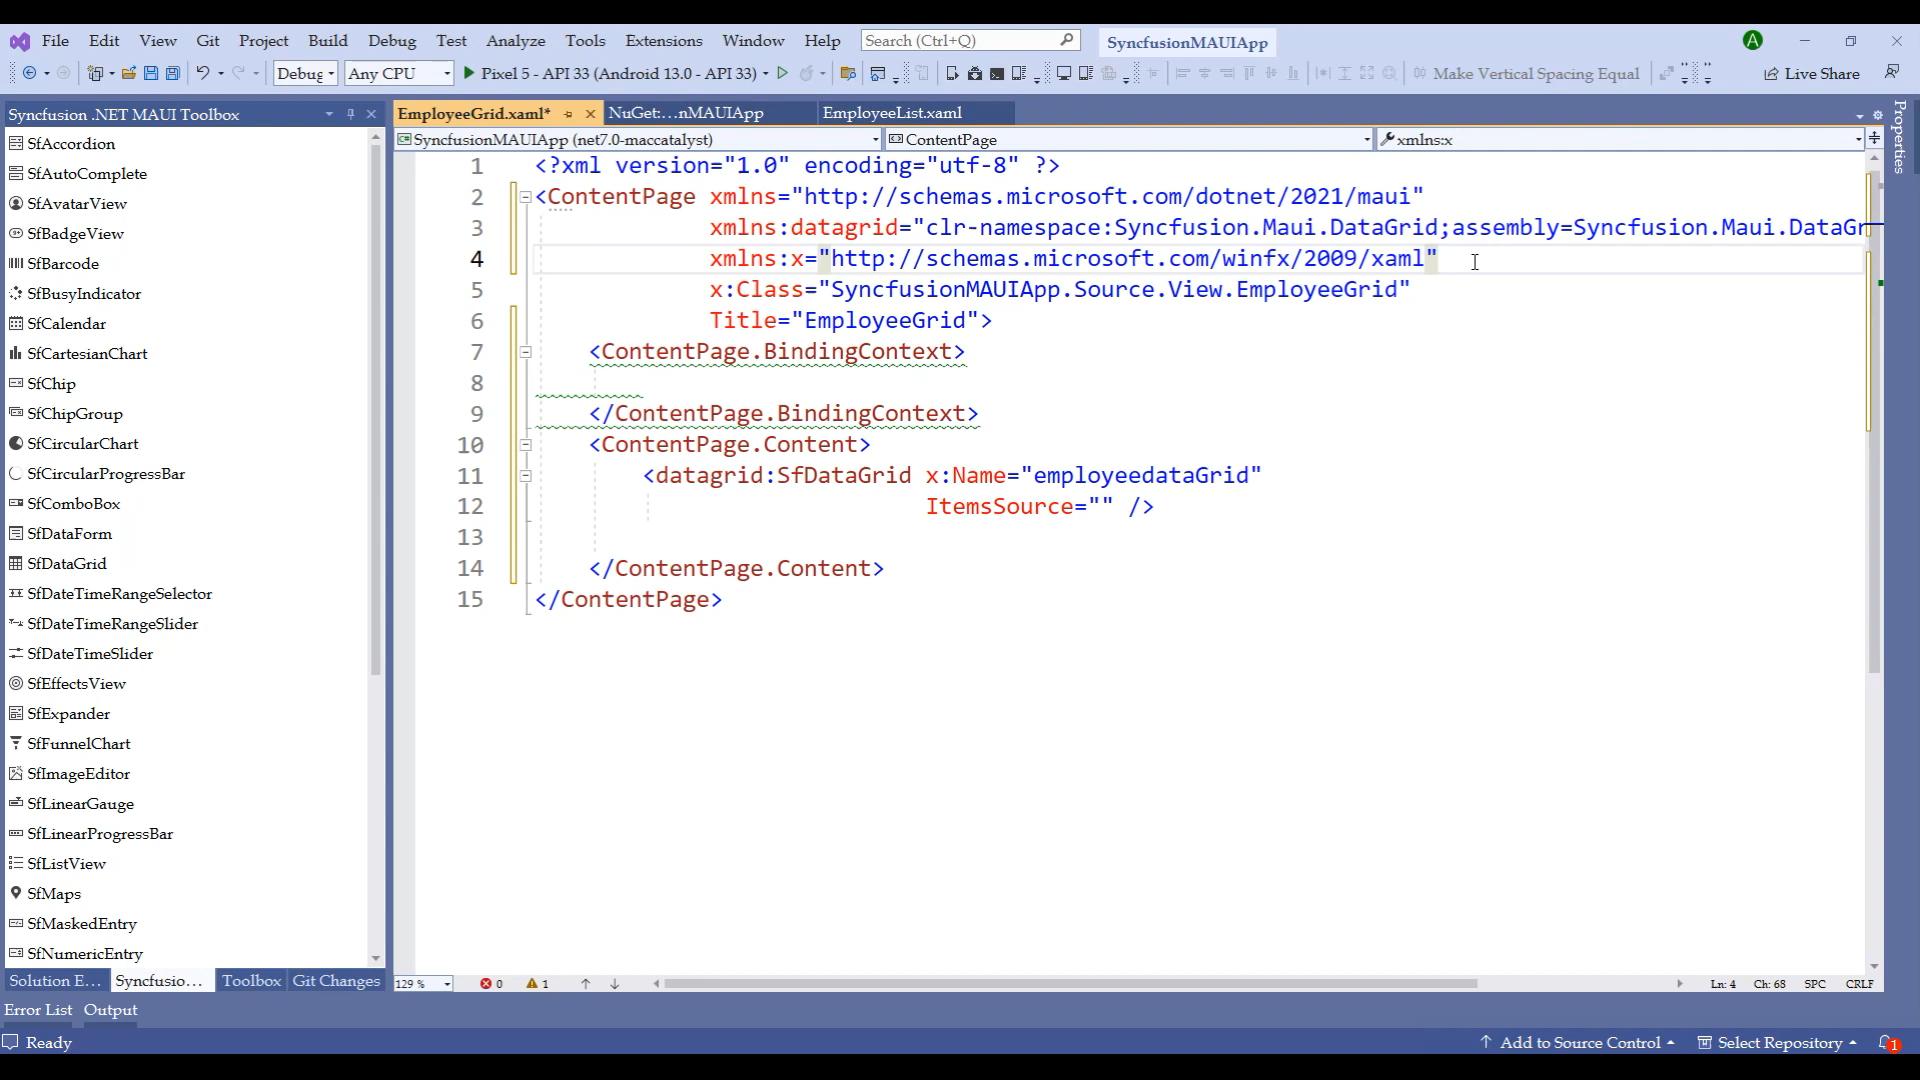 File Edit View Git Project Build Debug Test Analyze Tools Extensions Window Help Search (Ctrl+Q) SyncfusionMAUIApp A
Debug Any CPU Pixel 5 - API 33 (Android 13.0 - API 33) Make Vertical Spacing Equal Live Share
Syncfusion .NET MAUI Toolbox
SfAccordion
SfAutoComplete
SfAvatarView
SfBadgeView
SfBarcode
SfBusyIndicator
SfCalendar
SfCartesianChart
SfChip
SfChipGroup
SfCircularChart
SfCircularProgressBar
SfComboBox
SfDataForm
SfDataGrid
SfDateTimeRangeSelector
SfDateTimeRangeSlider
SfDateTimeSlider
SfEffectsView
SfExpander
SfFunnelChart
SfImageEditor
SfLinearGauge
SfLinearProgressBar
SfListView
SfMaps
SfMaskedEntry
SfNumericEntry
Solution E... Syncfusio... Toolbox Git Changes
EmployeeGrid.xaml* NuGet:...nMAUIApp EmployeeList.xaml
SyncfusionMAUIApp (net7.0-maccatalyst) ContentPage xmlns:x
1 <?xml version="1.0" encoding="utf-8" ?>
2 <ContentPage xmlns="http://schemas.microsoft.com/dotnet/2021/maui"
3 xmlns:datagrid="clr-namespace:Syncfusion.Maui.DataGrid;assembly=Syncfusion.Maui.DataGr
4 xmlns:x="http://schemas.microsoft.com/winfx/2009/xaml"
5 x:Class="SyncfusionMAUIApp.Source.View.EmployeeGrid"
6 Title="EmployeeGrid">
7 <ContentPage.BindingContext>
8
9 </ContentPage.BindingContext>
10 <ContentPage.Content>
11 <datagrid:SfDataGrid x:Name="employeedataGrid"
12 ItemsSource="" />
13
14 </ContentPage.Content>
15 </ContentPage>
Properties
129 % 0 1 Ln: 4 Ch: 68 SPC CRLF
Error List Output
Ready Add to Source Control Select Repository 1